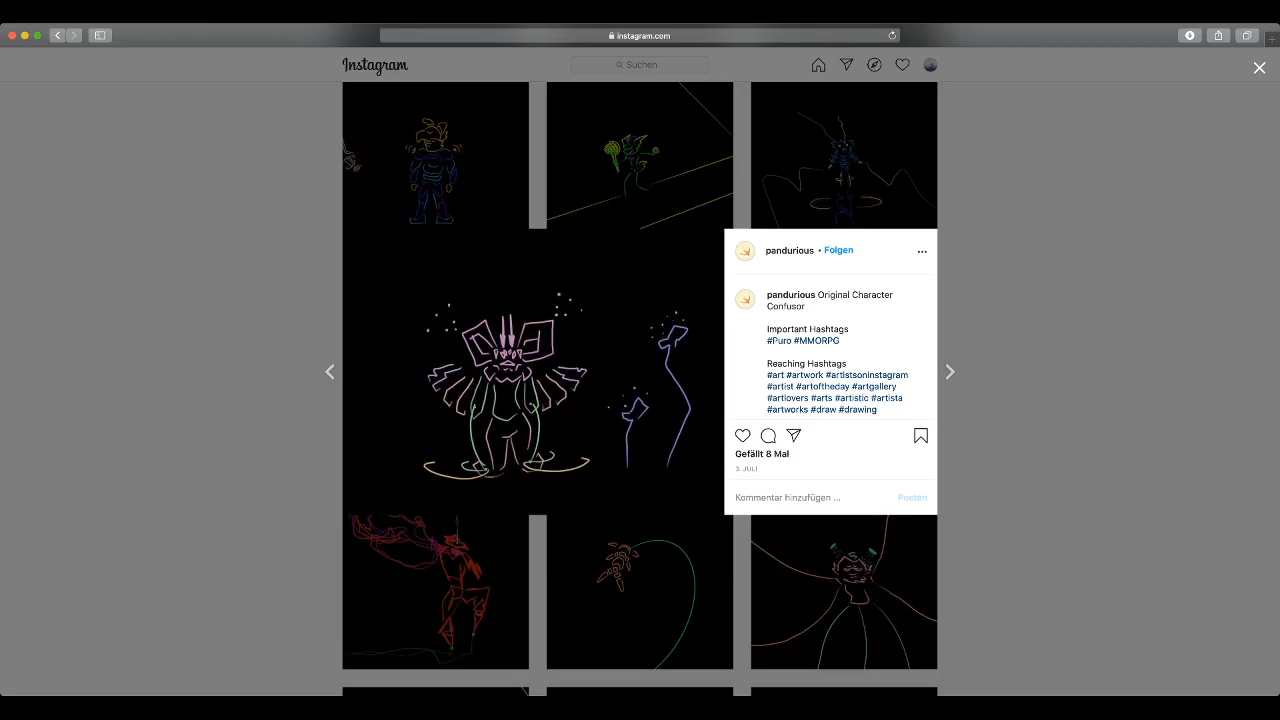 instagram.com
Instagram
Suchen
pandurious • Folgen
pandurious Original Character
Confusor
Important Hashtags
#Puro #MMORPG
Reaching Hashtags
#art #artwork #artistsoninstagram
#artist #artoftheday #artgallery
#artlovers #arts #artistic #artista
#artworks #draw #drawing
Gefällt 8 Mal
3. JULI
Kommentar hinzufügen ...
Posten